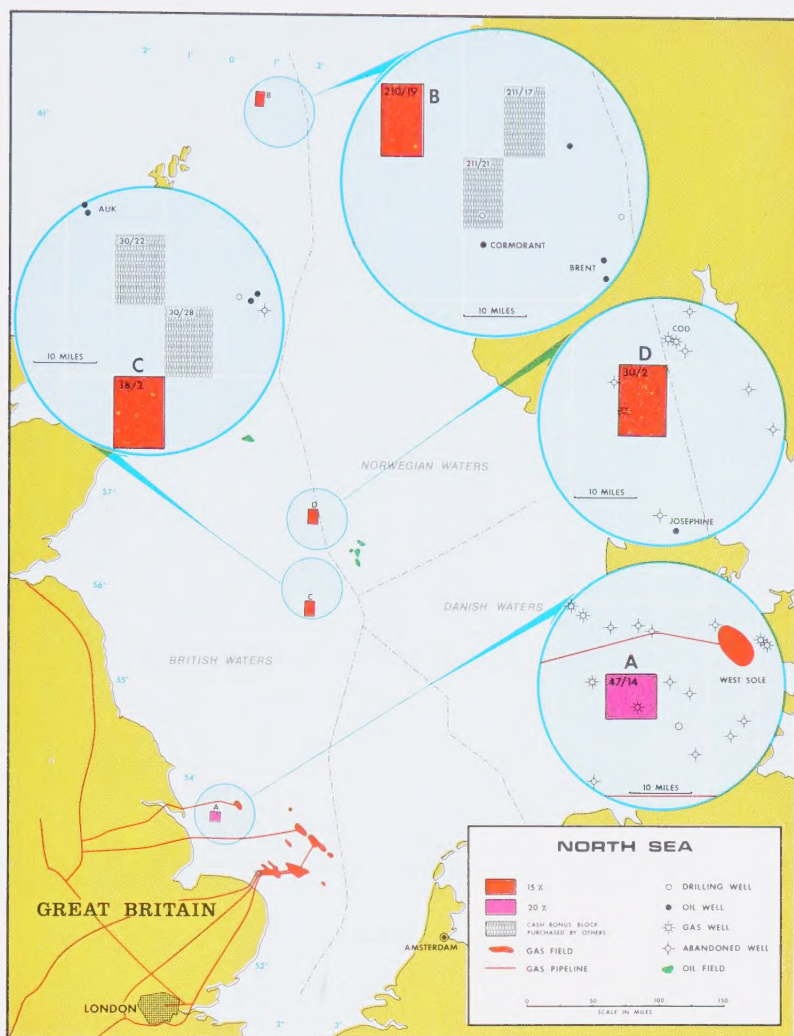 2°
1°
0
1°
2°
61°
B
210/19
B
211/17
211/21
CORMORANT
BRENT
10 MILES
AUK
30/22
30/28
10 MILES
C
38/2
COD
D
30/2
10 MILES
JOSEPHINE
NORWEGIAN WATERS
57°
D
56°
C
DANISH WATERS
BRITISH WATERS
55°
WEST SOLE
A
47/14
10 MILES
54°
A
GREAT BRITAIN
AMSTERDAM
52°
LONDON
2°
3°
NORTH SEA
15 %
20 %
CASH BONUS BLOCK
PURCHASED BY OTHERS
GAS FIELD
GAS PIPELINE
DRILLING WELL
OIL WELL
GAS WELL
ABANDONED WELL
OIL FIELD
0 50 100 150
SCALE IN MILES